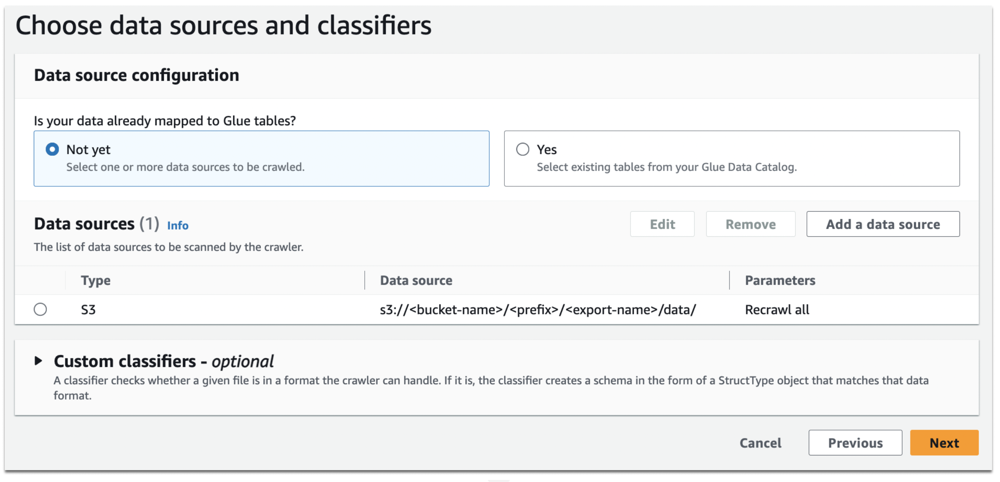 Choose data sources and classifiers
Data source configuration
Is your data already mapped to Glue tables?
Not yet
Select one or more data sources to be crawled.
Yes
Select existing tables from your Glue Data Catalog.
Data sources (1) Info
Edit
Remove
Add a data source
The list of data sources to be scanned by the crawler.
Type
Data source
Parameters
S3
s3://<bucket-name>/<prefix>/<export-name>/data/
Recrawl all
Custom classifiers - optional
A classifier checks whether a given file is in a format the crawler can handle. If it is, the classifier creates a schema in the form of a StructType object that matches that data
format.
Cancel
Previous
Next